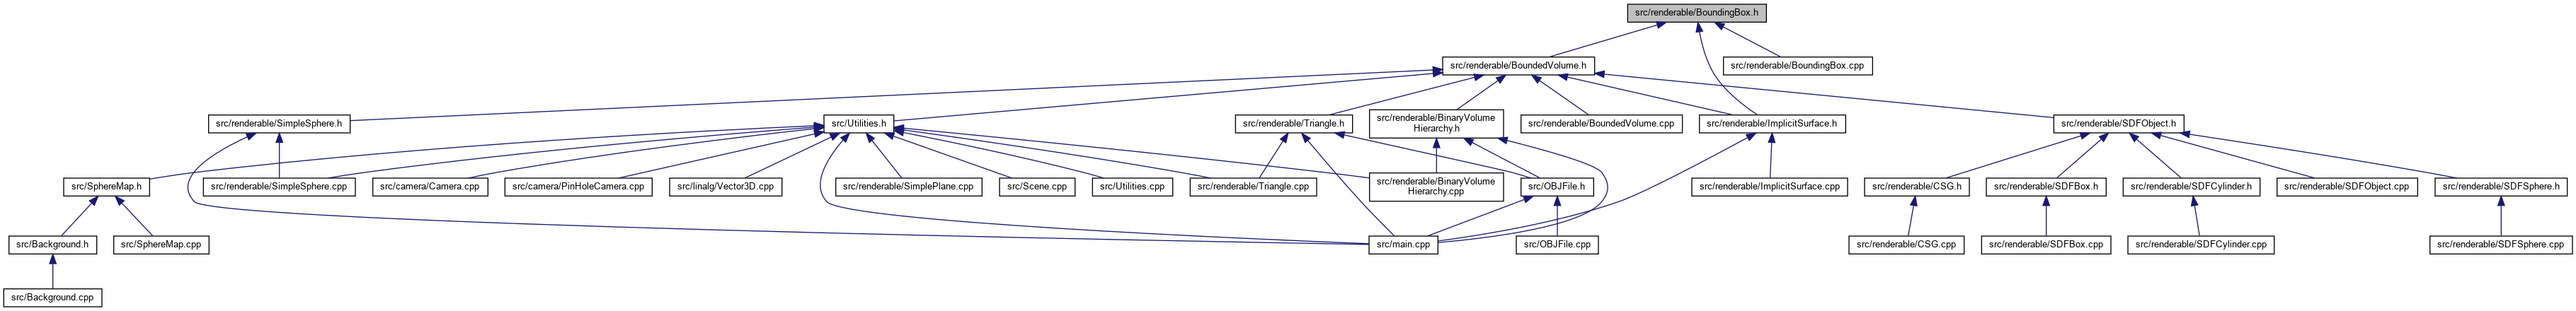 src/renderable/BoundingBox.h
src/renderable/BoundedVolume.h
src/renderable/BoundingBox.cpp
src/renderable/SimpleSphere.h
src/Utilities.h
src/renderable/Triangle.h
src/renderable/BinaryVolume
Hierarchy.h
src/renderable/BoundedVolume.cpp
src/renderable/ImplicitSurface.h
src/renderable/SDFObject.h
src/SphereMap.h
src/renderable/SimpleSphere.cpp
src/camera/Camera.cpp
src/camera/PinHoleCamera.cpp
src/linalg/Vector3D.cpp
src/renderable/SimplePlane.cpp
src/Scene.cpp
src/Utilities.cpp
src/renderable/Triangle.cpp
src/renderable/BinaryVolume
Hierarchy.cpp
src/OBJFile.h
src/renderable/ImplicitSurface.cpp
src/renderable/CSG.h
src/renderable/SDFBox.h
src/renderable/SDFCylinder.h
src/renderable/SDFObject.cpp
src/renderable/SDFSphere.h
src/Background.h
src/SphereMap.cpp
src/main.cpp
src/OBJFile.cpp
src/renderable/CSG.cpp
src/renderable/SDFBox.cpp
src/renderable/SDFCylinder.cpp
src/renderable/SDFSphere.cpp
src/Background.cpp